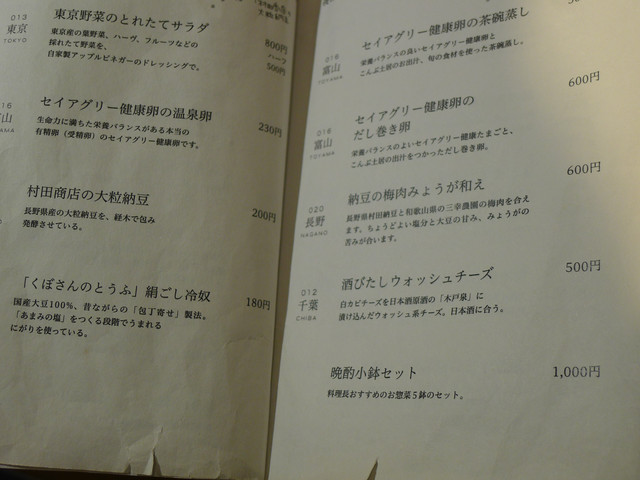 013
東京
TOKYO
東京野菜のとれたてサラダ
東京産の葉野菜、ハーヴ、フルーツなどの
採れたて野菜を、
自家製アップルビネガーのドレッシングで。
800円
ハーフ
500円
セイアグリー健康卵の温泉卵
生命力に満ちた栄養バランスがある本当の
有精卵（受精卵）のセイアグリー健康卵です。
230円
村田商店の大粒納豆
長野県産の大粒納豆を、経木で包み
発酵させている。
200円
「くぼさんのとうふ」絹ごし冷奴
国産大豆100%、昔ながらの「包丁寄せ」製法。
「あまみの塩」をつくる段階でうまれる
にがりを使っている。
180円
016
富山
TOYAMA
セイアグリー健康卵の茶碗蒸し
栄養バランスの良いセイアグリー健康卵と
こんぶ土居のお出汁、旬の食材を使った茶碗蒸し。
600円
016
富山
TOYAMA
セイアグリー健康卵の
だし巻き卵
栄養バランスのよいセイアグリー健康たまごと、
こんぶ土居の出汁をつかっただし巻き卵。
600円
020
長野
NAGANO
納豆の梅肉みょうが和え
長野県村田納豆と和歌山県の三幸農園の梅肉を合え
ます。ちょうどよい塩分と大豆の甘み、みょうがの
苦みが合います。
500円
012
千葉
CHIBA
酒びたしウォッシュチーズ
白カビチーズを日本酒原酒の「木戸泉」に
漬け込んだウォッシュ系チーズ。日本酒に合う。
晩酌小鉢セット
1,000円
料理長おすすめのお惣菜5鉢のセット。